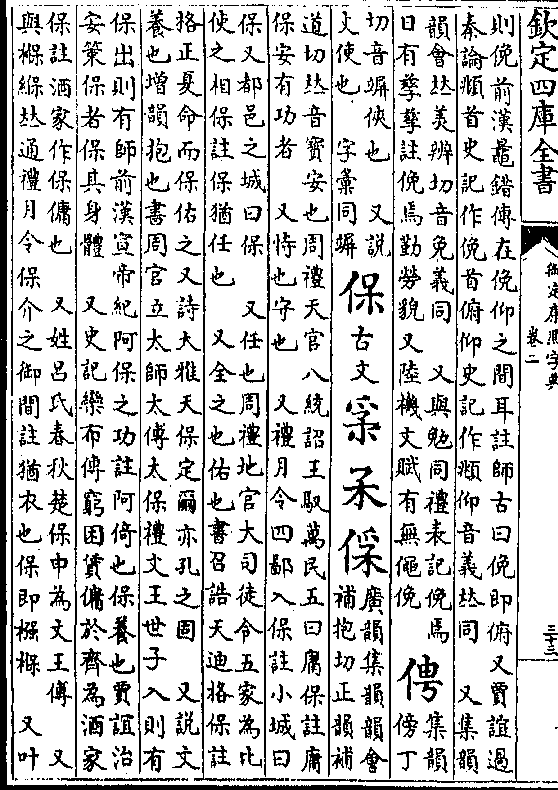 欽定四庫全書
御定康熙字典
卷二
三十三
則俛前漢鼂錯傳在俛仰之間耳註師古曰俛即俯又賈誼過
秦論頫首史記作俛首俯仰史記作頫仰音義𠀤同 又集韻
韻會𠀤美辨切音免義同 又與勉同禮表記俛焉
日有孳孳註俛焉勤勞貌又陸機文賦有無僶俛
俜
集韻
傍丁
切音竮俠也 又說
文使也 字彙同竮
保古文𠈃𤓽保
廣韻集韻韻會
補抱切正韻補
道切𠀤音寶安也周禮天官八統詔王馭萬民五曰庸保註庸
保安有功者 又恃也守也 又禮月令四鄙入保註小城曰
保又都邑之城曰保 又任也周禮地官大司徒令五家為比
使之相保註保猶任也 又全之也佑也書召誥天迪格保註
格正夏命而保佑之又詩大雅天保定爾亦孔之固 又說文
養也增韻抱也書周官立太師太傅太保禮文王世子入則有
保出則有師前漢宣帝紀阿保之功註阿倚也保養也賈誼治
安策保者保其身體 又史記欒布傳窮困賃傭於齊為酒家
保註酒家作保傭也 又姓呂氏春秋楚保申為文王傅 又
與褓緥𠀤通禮月令保介之御間註猶衣也保即襁褓 又叶